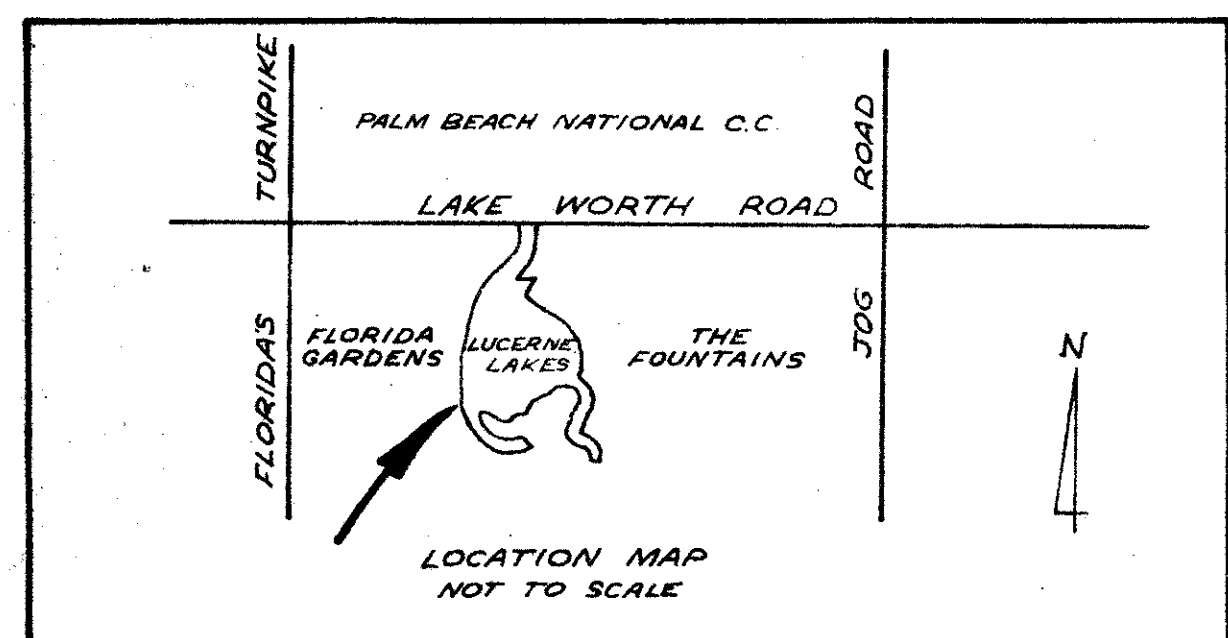 FLORIDA'S TURNPIKE
PALM BEACH NATIONAL C.C.
JOG ROAD
LAKE WORTH ROAD
FLORIDA
GARDENS
LUCERNE
LAKES
THE
FOUNTAINS
N
LOCATION MAP
NOT TO SCALE